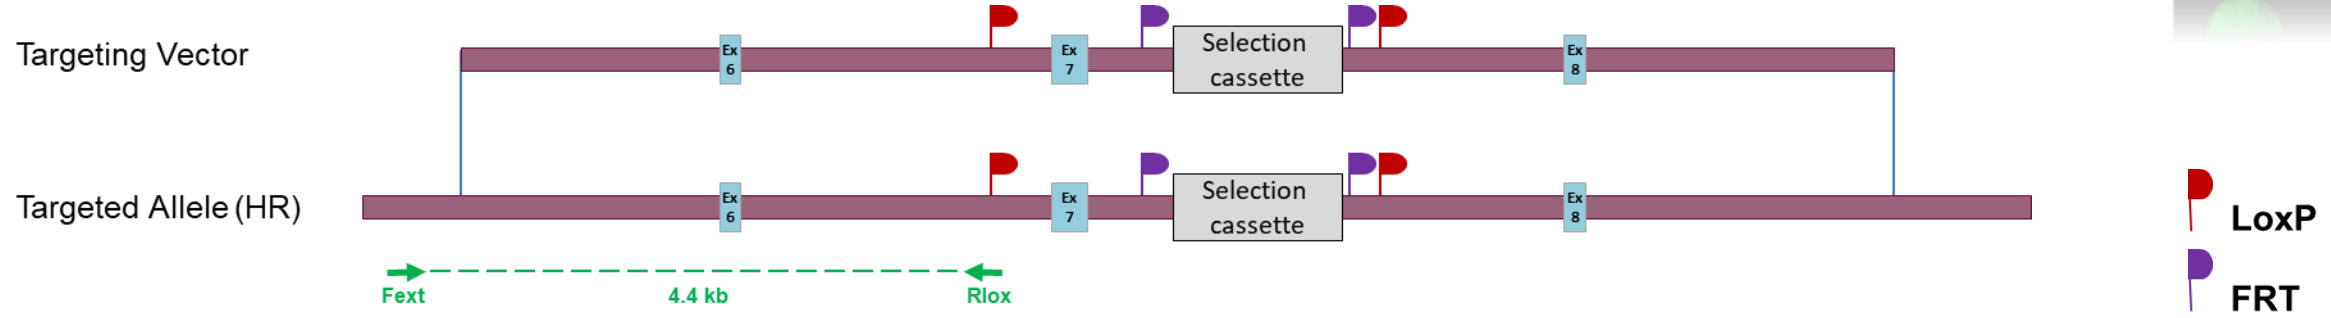 Targeting Vector
Ex
6
Ex
7
Selection
cassette
Ex
8
Targeted Allele (HR)
Ex
6
Ex
7
Selection
cassette
Ex
8
LoxP
Fext
4.4 kb
Rlox
FRT